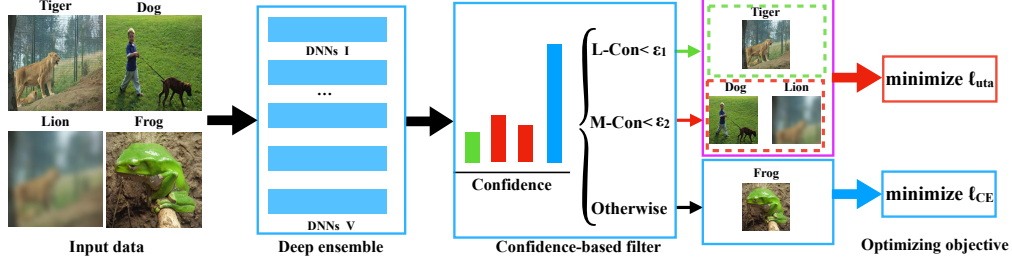 Tiger
Dog
Lion
Frog
Input data
DNNs I
...
DNNs V
Deep ensemble
Confidence
L-Con< ε1
M-Con< ε2
Otherwise
Confidence-based filter
Tiger
Dog
Lion
Frog
minimize ℓuta
minimize ℓCE
Optimizing objective